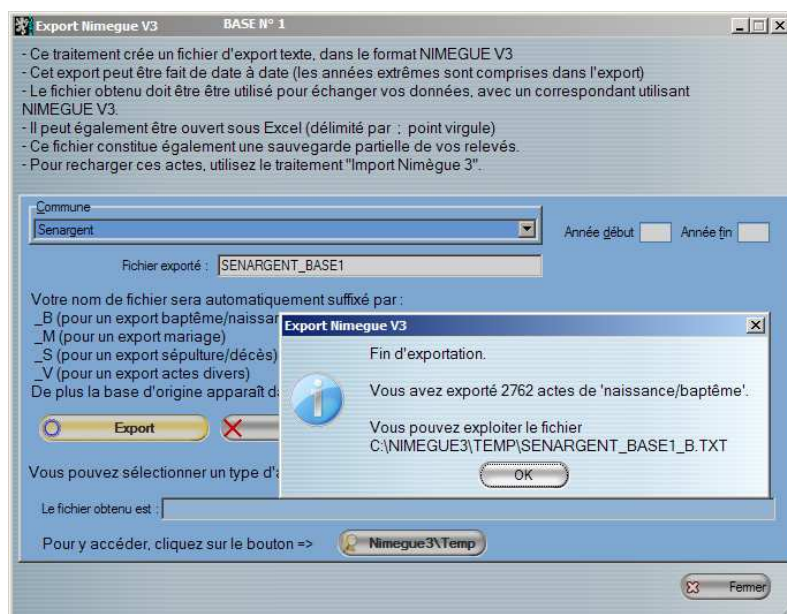 Export Nimegue V3 BASE N° 1
- Ce traitement crée un fichier d'export texte, dans le format NIMEGUE V3
- Cet export peut être fait de date à date (les années extrêmes sont comprises dans l'export)
- Le fichier obtenu doit être être utilisé pour échanger vos données, avec un correspondant utilisant
NIMEGUE V3.
- Il peut également être ouvert sous Excel (délimité par ; point virgule)
- Ce fichier constitue également une sauvegarde partielle de vos relevés.
- Pour recharger ces actes, utilisez le traitement "Import Nimègue 3".
Commune
Senargent
Année début Année fin
Fichier exporté : SENARGENT_BASE1
Votre nom de fichier sera automatiquement suffixé par :
_B (pour un export baptême/naissan
_M (pour un export mariage)
_S (pour un export sépulture/décès)
_V (pour un export actes divers)
De plus la base d'origine apparaît da
Export
Export Nimegue V3
Fin d'exportation.
Vous avez exporté 2762 actes de 'naissance/baptême'.
Vous pouvez exploiter le fichier
C:\NIMEGUE3\TEMP\SENARGENT_BASE1_B.TXT
OK
Vous pouvez sélectionner un type d'a
Le fichier obtenu est :
Pour y accéder, cliquez sur le bouton => Nimegue3\Temp
Fermer